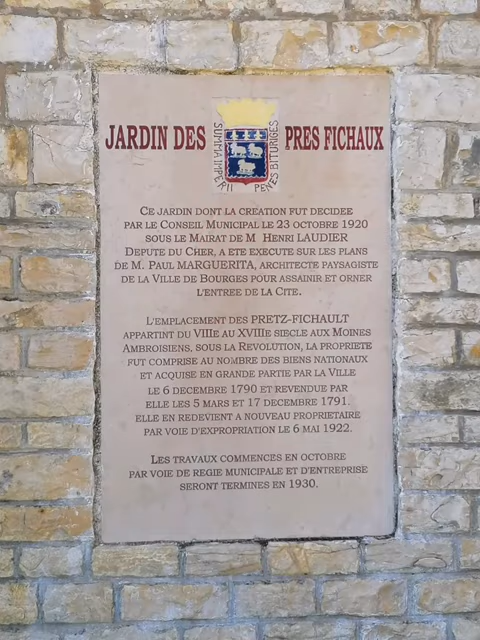 JARDIN DES PRES FICHAUX
SUMMA IMPERII PENES BITURIGES
CE JARDIN DONT LA CREATION FUT DECIDEE
PAR LE CONSEIL MUNICIPAL LE 23 OCTOBRE 1920
SOUS LE MAIRAT DE M HENRI LAUDIER
DEPUTE DU CHER, A ETE EXECUTE SUR LES PLANS
DE M. PAUL MARGUERITA, ARCHITECTE PAYSAGISTE
DE LA VILLE DE BOURGES POUR ASSAINIR ET ORNER
L'ENTREE DE LA CITE.
L'EMPLACEMENT DES PRETZ-FICHAULT
APPARTINT DU VIIIE AU XVIIIE SIECLE AUX MOINES
AMBROISIENS. SOUS LA REVOLUTION, LA PROPRIETE
FUT COMPRISE AU NOMBRE DES BIENS NATIONAUX
ET ACQUISE EN GRANDE PARTIE PAR LA VILLE
LE 6 DECEMBRE 1790 ET REVENDUE PAR
ELLE LES 5 MARS ET 17 DECEMBRE 1791.
ELLE EN REDEVIENT A NOUVEAU PROPRIETAIRE
PAR VOIE D'EXPROPRIATION LE 6 MAI 1922.
LES TRAVAUX COMMENCES EN OCTOBRE
PAR VOIE DE REGIE MUNICIPALE ET D'ENTREPRISE
SERONT TERMINES EN 1930.